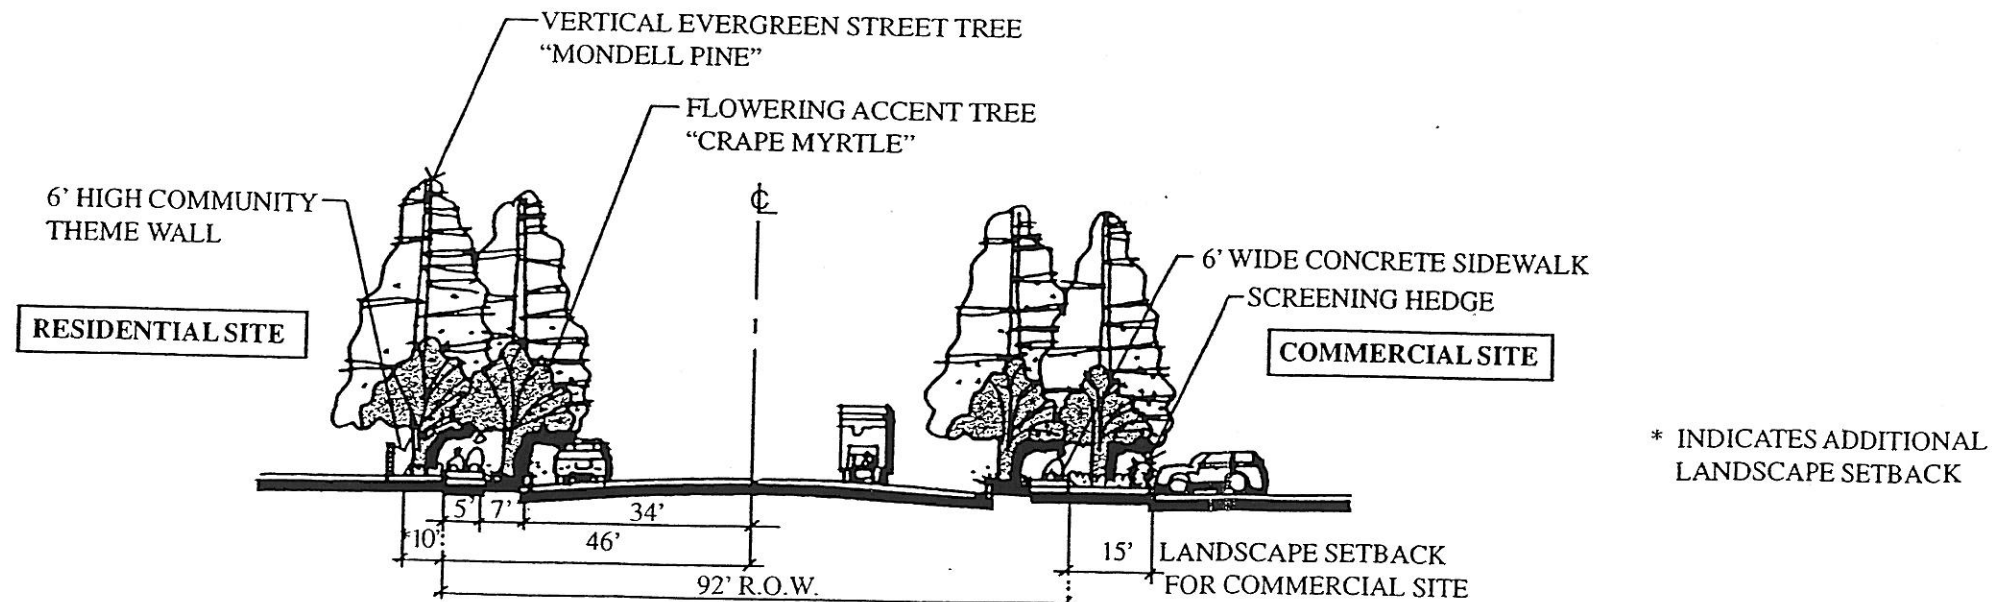 VERTICAL EVERGREEN STREET TREE
“MONDELL PINE”
FLOWERING ACCENT TREE
“CRAPE MYRTLE”
6’ HIGH COMMUNITY
THEME WALL
RESIDENTIAL SITE
℄
6’ WIDE CONCRETE SIDEWALK
SCREENING HEDGE
COMMERCIAL SITE
* INDICATES ADDITIONAL
LANDSCAPE SETBACK
5’ 7’ 34’
*10’ 46’
15’ LANDSCAPE SETBACK
FOR COMMERCIAL SITE
92’ R.O.W.